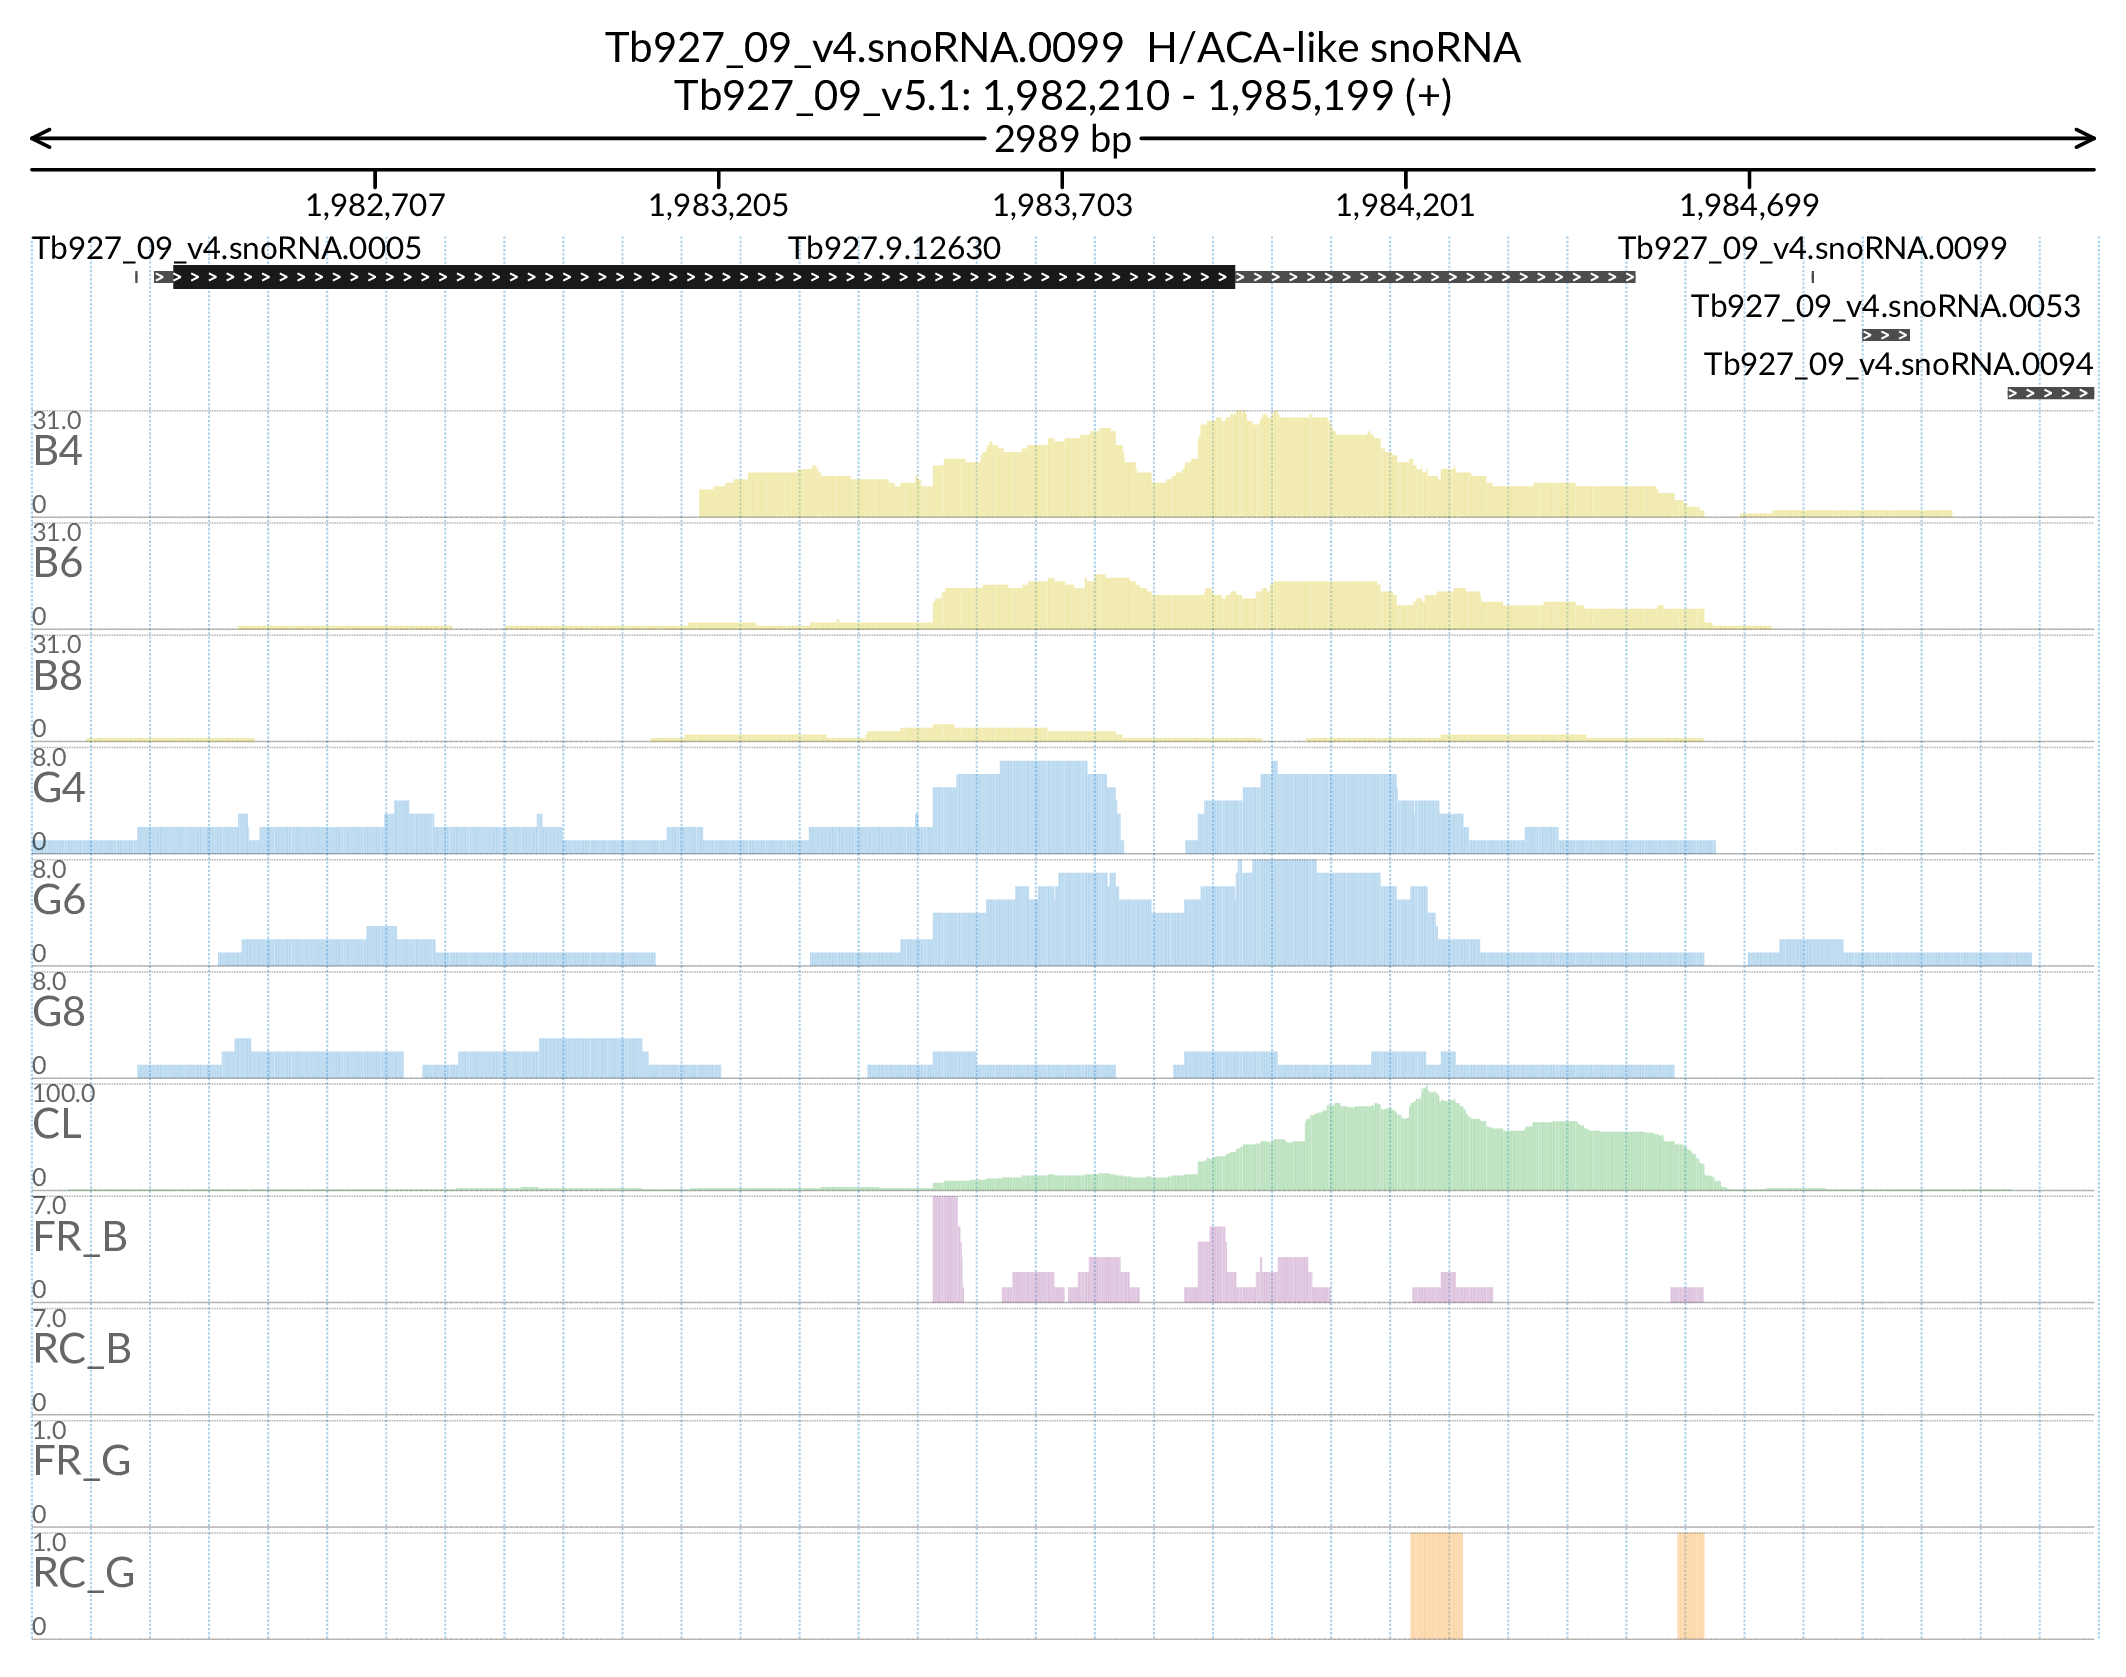 Tb927_09_v4.snoRNA.0099 H/ACA-like snoRNA
Tb927_09_v5.1: 1,982,210 - 1,985,199 (+)
2989 bp
1,982,707 1,983,205 1,983,703 1,984,201 1,984,699
Tb927_09_v4.snoRNA.0005 Tb927.9.12630 Tb927_09_v4.snoRNA.0099
Tb927_09_v4.snoRNA.0053
Tb927_09_v4.snoRNA.0094
31.0
B4
0
31.0
B6
0
31.0
B8
0
8.0
G4
0
8.0
G6
0
8.0
G8
0
100.0
CL
0
7.0
FR_B
0
7.0
RC_B
0
1.0
FR_G
0
1.0
RC_G
0